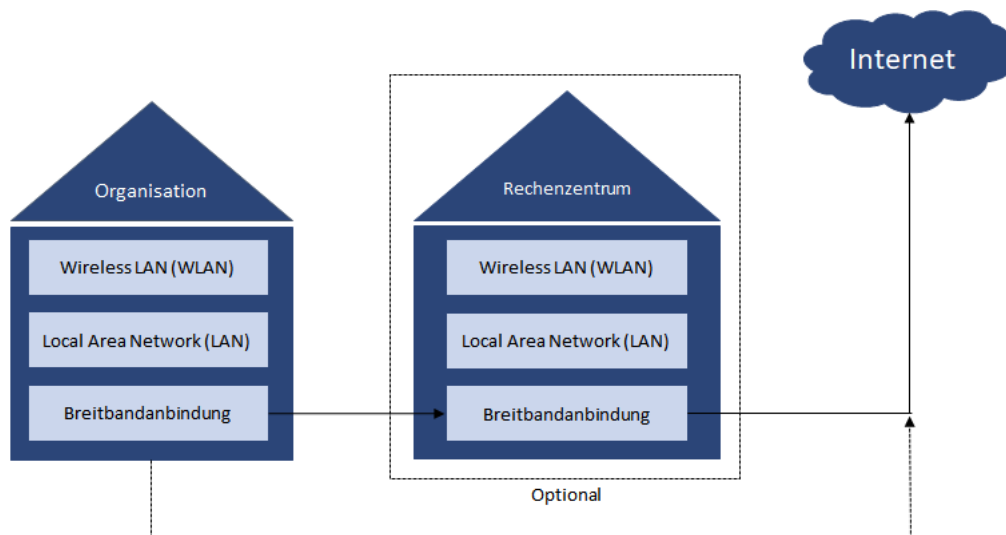 Internet
Organisation
Rechenzentrum
Wireless LAN (WLAN)
Wireless LAN (WLAN)
Local Area Network (LAN)
Local Area Network (LAN)
Breitbandanbindung
Breitbandanbindung
Optional